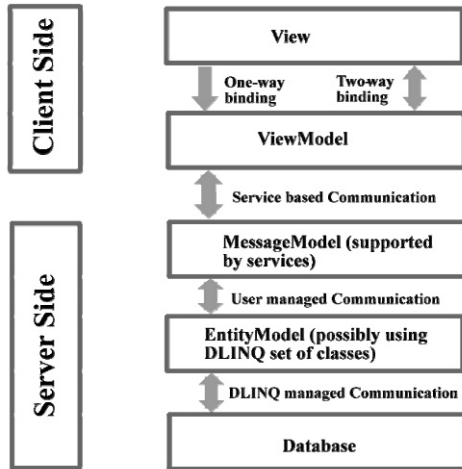 Client Side
View
One-way
binding
Two-way
binding
ViewModel
Service based Communication
Server Side
MessageModel (supported
by services)
User managed Communication
EntityModel (possibly using
DLINQ set of classes)
DLINQ managed Communication
Database